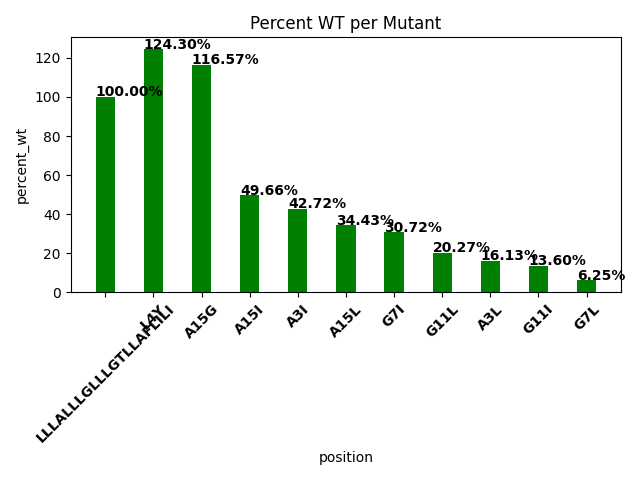 Percent WT per Mutant
percent_wt
120
100
80
60
40
20
0
100.00%
124.30%
116.57%
49.66%
42.72%
34.43%
30.72%
20.27%
16.13%
13.60%
6.25%
LLLALLLGLLLGTLLAFLILI
L4Y
A15G
A15I
A3I
A15L
G7I
G11L
A3L
G11I
G7L
position